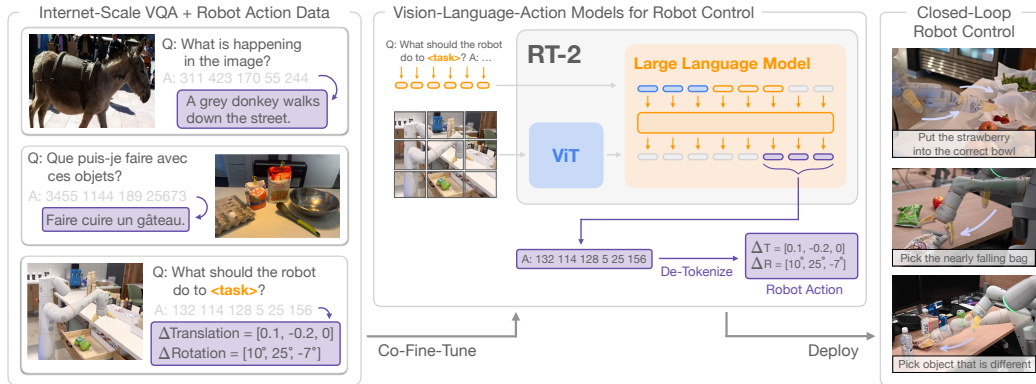 Internet-Scale VQA + Robot Action Data
Q: What is happening
in the image?
A: 311 423 170 55 244
A grey donkey walks
down the street.
Q: Que puis-je faire avec
ces objets?
A: 3455 1144 189 25673
Faire cuire un gâteau.
Q: What should the robot
do to <task>?
A: 132 114 128 5 25 156
ΔTranslation = [0.1, -0.2, 0]
ΔRotation = [10°, 25°, -7°]
Co-Fine-Tune
Vision-Language-Action Models for Robot Control
Q: What should the robot
do to <task>? A: ...
RT-2
Large Language Model
ViT
A: 132 114 128 5 25 156
De-Tokenize
ΔT = [0.1, -0.2, 0]
ΔR = [10°, 25°, -7°]
Robot Action
Deploy
Closed-Loop
Robot Control
Put the strawberry
into the correct bowl
Pick the nearly falling bag
Pick object that is different